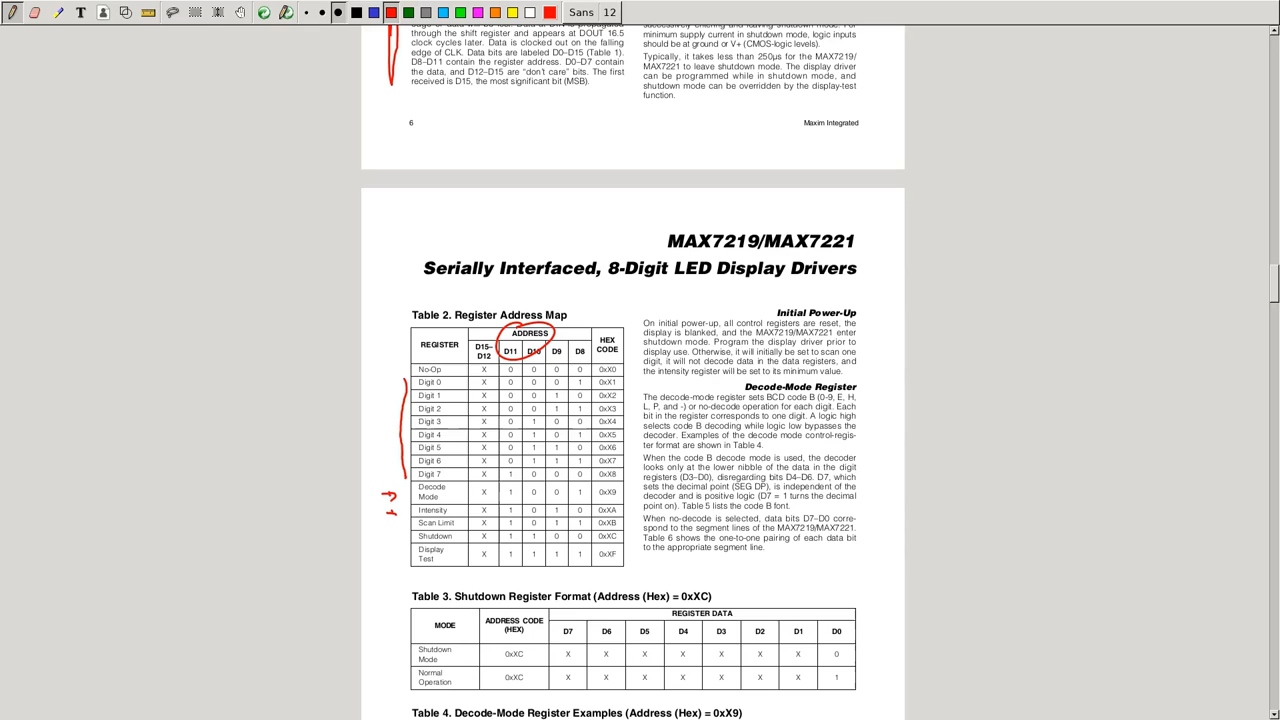 Sans 12
through the shift register and appears at DOUT 16.5
clock cycles later. Data is clocked out on the falling
edge of CLK. Data bits are labeled D0–D15 (Table 1).
D8–D11 contain the register address. D0–D7 contain
the data, and D12–D15 are “don’t care” bits. The first
received is D15, the most significant bit (MSB).
minimum supply current in shutdown mode, logic inputs
should be at ground or V+ (CMOS-logic levels).
Typically, it takes less than 250µs for the MAX7219/
MAX7221 to leave shutdown mode. The display driver
can be programmed while in shutdown mode, and
shutdown mode can be overridden by the display-test
function.
6
Maxim Integrated
MAX7219/MAX7221
Serially Interfaced, 8-Digit LED Display Drivers
Table 2. Register Address Map
REGISTER ADDRESS HEX CODE
D15–D12 D11 D10 D9 D8
No-Op X 0 0 0 0 0xX0
Digit 0 X 0 0 0 1 0xX1
Digit 1 X 0 0 1 0 0xX2
Digit 2 X 0 0 1 1 0xX3
Digit 3 X 0 1 0 0 0xX4
Digit 4 X 0 1 0 1 0xX5
Digit 5 X 0 1 1 0 0xX6
Digit 6 X 0 1 1 1 0xX7
Digit 7 X 1 0 0 0 0xX8
Decode Mode X 1 0 0 1 0xX9
Intensity X 1 0 1 0 0xXA
Scan Limit X 1 0 1 1 0xXB
Shutdown X 1 1 0 0 0xXC
Display Test X 1 1 1 1 0xXF
Initial Power-Up
On initial power-up, all control registers are reset, the
display is blanked, and the MAX7219/MAX7221 enter
shutdown mode. Program the display driver prior to
display use. Otherwise, it will initially be set to scan one
digit, it will not decode data in the data registers, and
the intensity register will be set to its minimum value.
Decode-Mode Register
The decode-mode register sets BCD code B (0-9, E, H,
L, P, and -) or no-decode operation for each digit. Each
bit in the register corresponds to one digit. A logic high
selects code B decoding while logic low bypasses the
decoder. Examples of the decode mode control-regis-
ter format are shown in Table 4.
When the code B decode mode is used, the decoder
looks only at the lower nibble of the data in the digit
registers (D3–D0), disregarding bits D4–D6. D7, which
sets the decimal point (SEG DP), is independent of the
decoder and is positive logic (D7 = 1 turns the decimal
point on). Table 5 lists the code B font.
When no-decode is selected, data bits D7–D0 corre-
spond to the segment lines of the MAX7219/MAX7221.
Table 6 shows the one-to-one pairing of each data bit
to the appropriate segment line.
Table 3. Shutdown Register Format (Address (Hex) = 0xXC)
MODE ADDRESS CODE (HEX) REGISTER DATA
D7 D6 D5 D4 D3 D2 D1 D0
Shutdown Mode 0xXC X X X X X X X 0
Normal Operation 0xXC X X X X X X X 1
Table 4. Decode-Mode Register Examples (Address (Hex) = 0xX9)